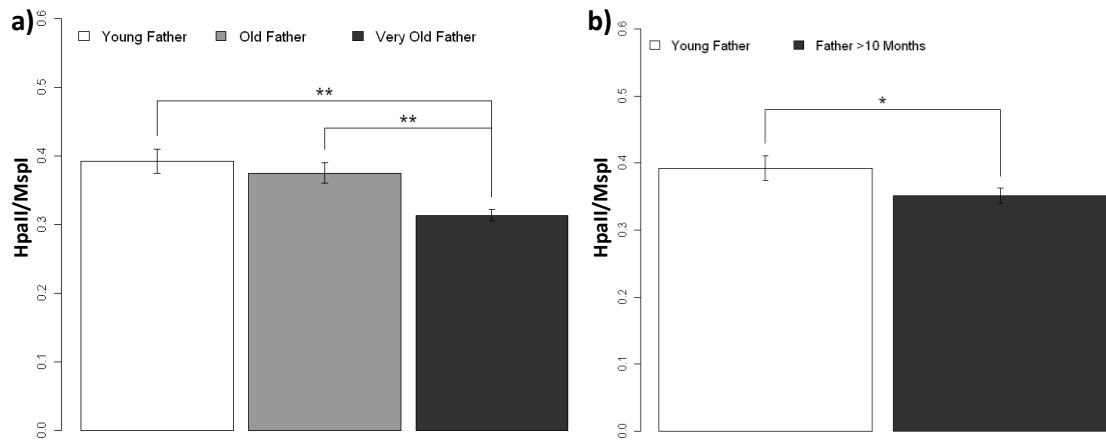 a)
Young Father Old Father Very Old Father
**
**
HpaII/MspI
0.0 0.1 0.2 0.3 0.4 0.5 0.6
b)
Young Father Father >10 Months
*
HpaII/MspI
0.0 0.1 0.2 0.3 0.4 0.5 0.6